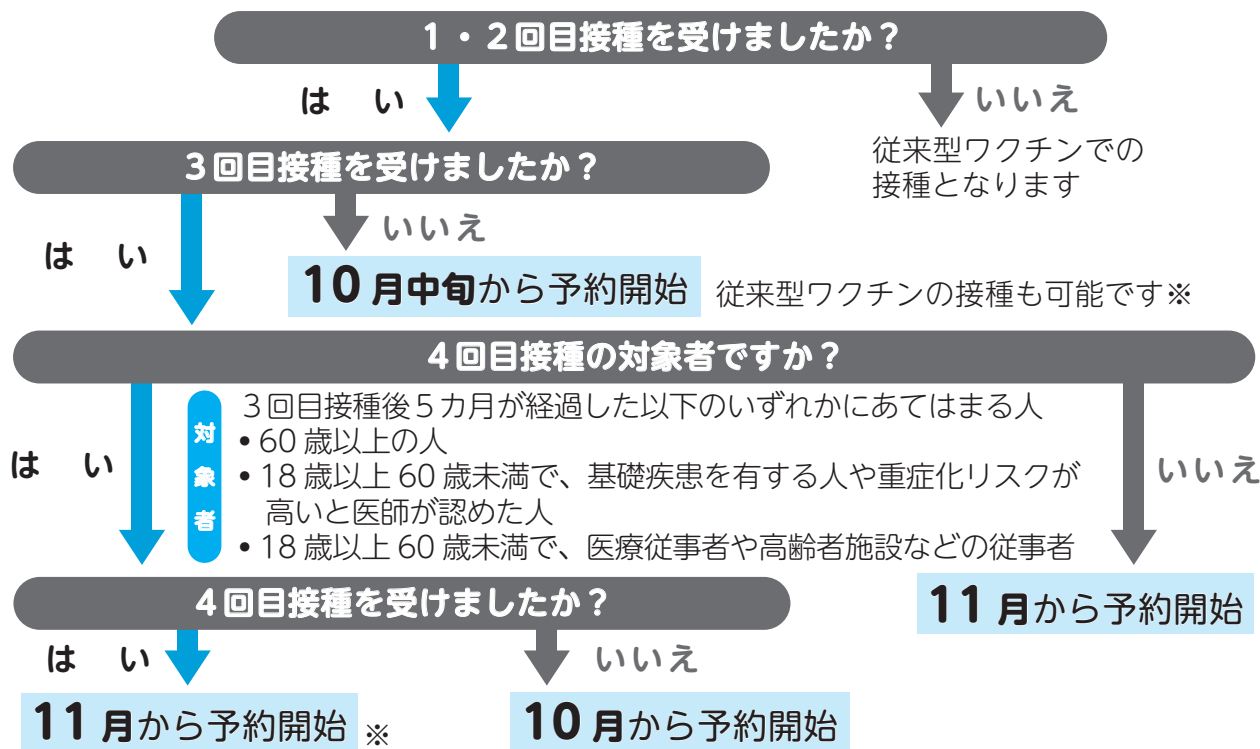 1・2回目接種を受けましたか？
は い
いいえ
従来型ワクチンでの
接種となります
3回目接種を受けましたか？
は い
いいえ
10月中旬から予約開始 従来型ワクチンの接種も可能です※
4回目接種の対象者ですか？
は い
対象者
3回目接種後5カ月が経過した以下のいずれかにあてはまる人
•60歳以上の人
•18歳以上60歳未満で、基礎疾患を有する人や重症化リスクが
高いと医師が認めた人
•18歳以上60歳未満で、医療従事者や高齢者施設などの従事者
いいえ
11月から予約開始
4回目接種を受けましたか？
は い
いいえ
11月から予約開始 ※
10月から予約開始